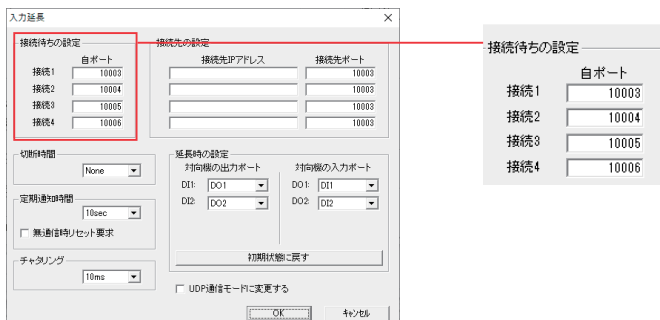 入力延長
接続待ちの設定
自ポート
接続1 10003
接続2 10004
接続3 10005
接続4 10006
接続先の設定
接続先IPアドレス 接続先ポート
10003
10003
10003
10003
切断時間
None
定期通知時間
10sec
無通信時リセット要求
チャタリング
10ms
延長時の設定
対向機の出力ポート 対向機の入力ポート
DI1: DO1 DO1: DI1
DI2: DO2 DO2: DI2
初期状態に戻す
UDP通信モードに変更する
OK キャンセル
接続待ちの設定
自ポート
接続1 10003
接続2 10004
接続3 10005
接続4 10006